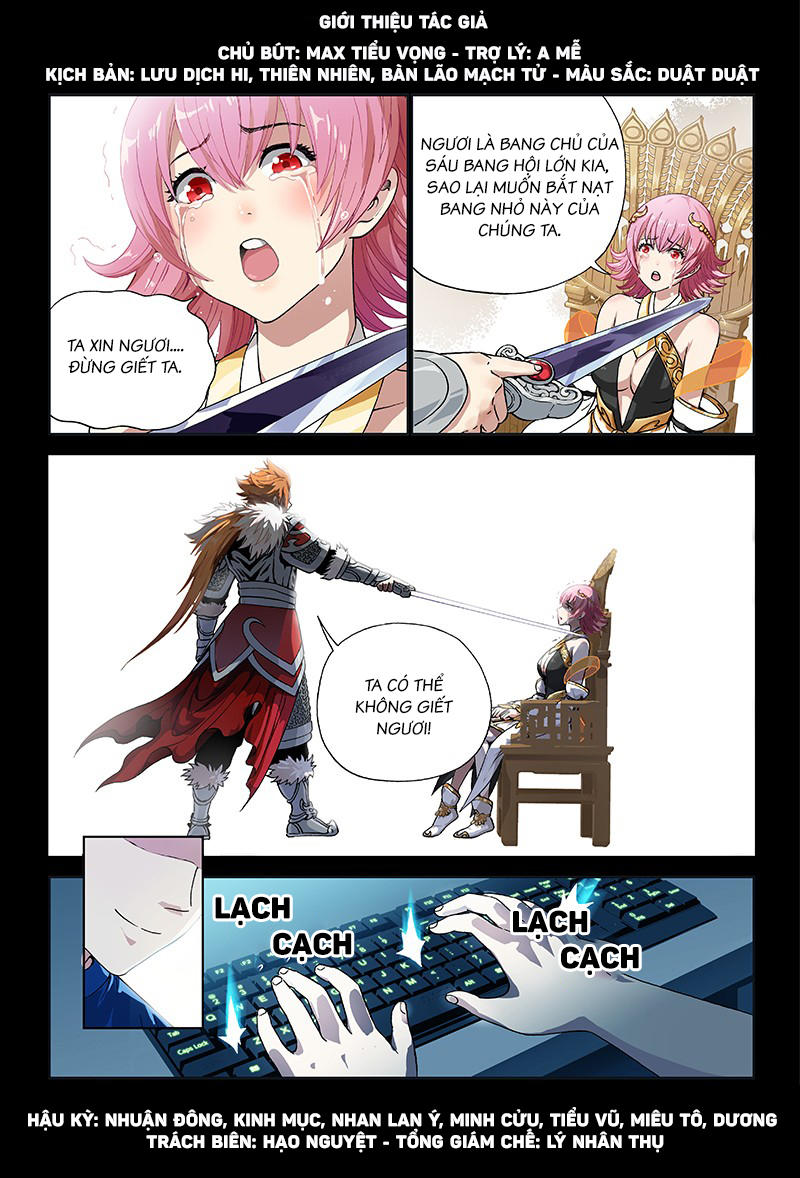 GIỚI THIỆU TÁC GIẢ
CHỦ BÚT: MAX TIỂU VỌNG - TRỢ LÝ: A MỄ
KỊCH BẢN: LƯU DỊCH HI, THIÊN NHIÊN, BẢN LÃO MẠCH TỬ - MÀU SẮC: DUẬT DUẬT
TA XIN NGƯƠI....
ĐỪNG GIẾT TA.
NGƯƠI LÀ BANG CHỦ CỦA
SÁU BANG HỘI LỚN KIA,
SAO LẠI MUỐN BẮT NẠT
BANG NHỎ NÀY CỦA
CHÚNG TA.
TA CÓ THỂ
KHÔNG GIẾT
NGƯƠI!
LẠCH
CẠCH
LẠCH
CẠCH
Tab
Caps Lock
HẬU KỲ: NHUẬN ĐÔNG, KINH MỤC, NHAN LAN Ý, MINH CỬU, TIỂU VŨ, MIÊU TÔ, DƯƠNG
TRÁCH BIÊN: HẠO NGUYỆT - TỔNG GIÁM CHẾ: LÝ NHÂN THỤ